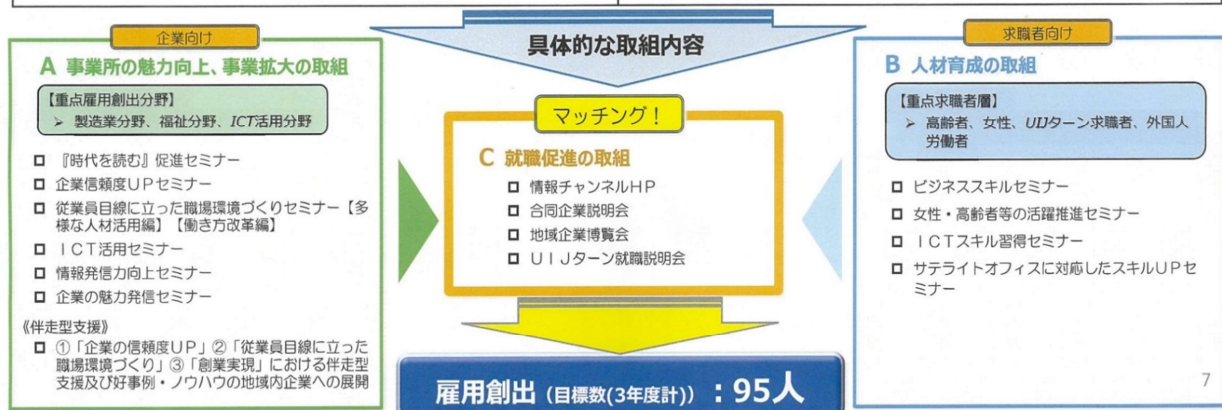 具体的な取組内容
企業向け
A 事業所の魅力向上、事業拡大の取組
【重点雇用創出分野】
➢ 製造業分野、福祉分野、ICT活用分野
□ 『時代を読む』促進セミナー
□ 企業信頼度UPセミナー
□ 従業員目線に立った職場環境づくりセミナー【多
様な人材活用編】【働き方改革編】
□ ICT活用セミナー
□ 情報発信力向上セミナー
□ 企業の魅力発信セミナー
《伴走型支援》
□ ①「企業の信頼度UP」②「従業員目線に立った
職場環境づくり」③「創業実現」における伴走型
支援及び好事例・ノウハウの地域内企業への展開
マッチング！
C 就職促進の取組
□ 情報チャンネルHP
□ 合同企業説明会
□ 地域企業博覧会
□ UIJターン就職説明会
求職者向け
B 人材育成の取組
【重点求職者層】
➢ 高齢者、女性、UIJターン求職者、外国人
労働者
□ ビジネススキルセミナー
□ 女性・高齢者等の活躍推進セミナー
□ ICTスキル習得セミナー
□ サテライトオフィスに対応したスキルUPセ
ミナー
雇用創出（目標数(3年度計)）：95人
7